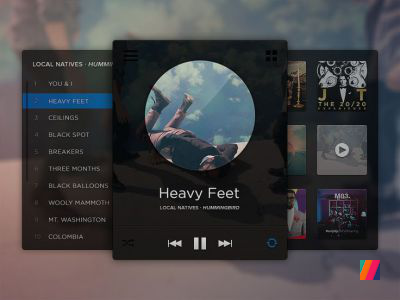 LOCAL NATIVES · HUMMING
1 YOU & I
2 HEAVY FEET
3 CEILINGS
4 BLACK SPOT
5 BREAKERS
6 THREE MONTHS
7 BLACK BALLOONS
8 WOOLY MAMMOTH
9 MT. WASHINGTON
10 COLOMBIA
Heavy Feet
LOCAL NATIVES - HUMMINGBIRD
J T
THE 20/20
EXPERIENCE
M83.